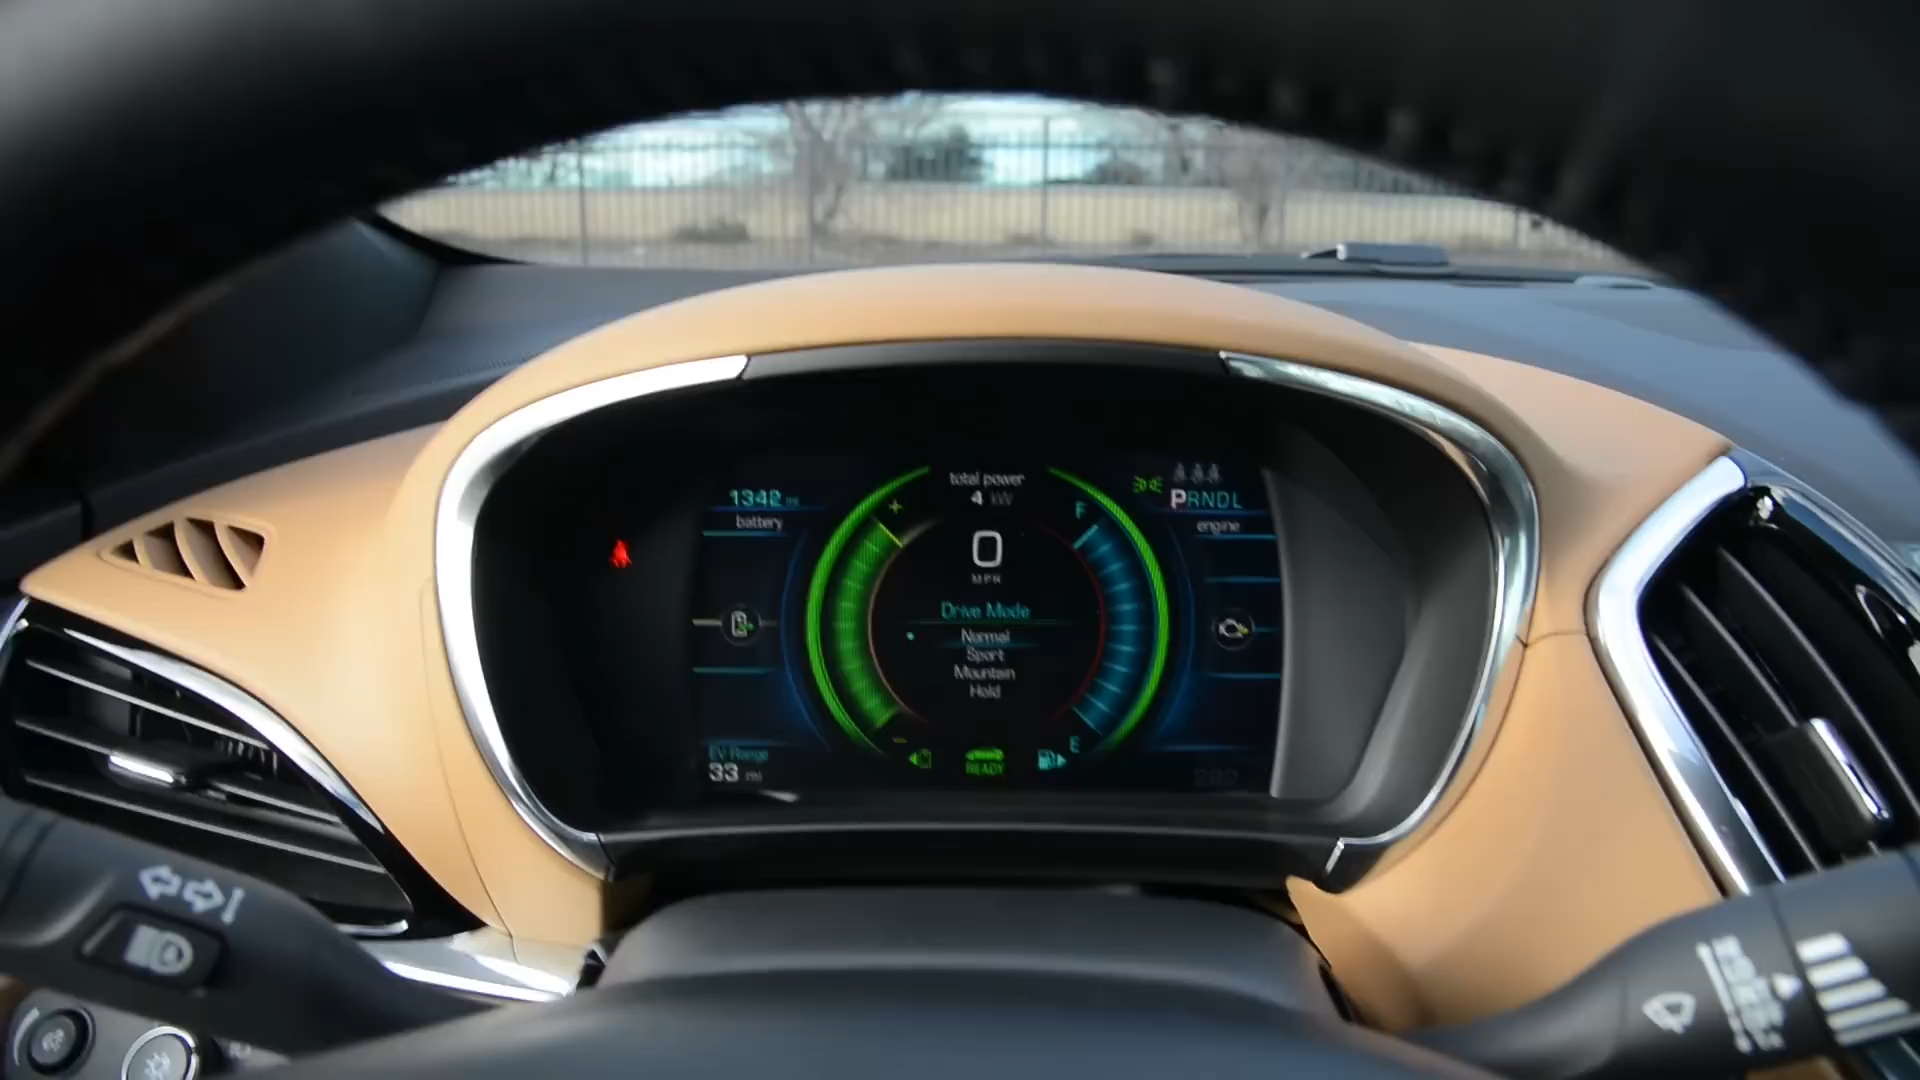 total power
4 kW
1342 mi
PRNDL
battery
engine
+
F
0
MPH
Drive Mode
Normal
Sport
Mountain
Hold
E
-
EV Range
33 mi
READY